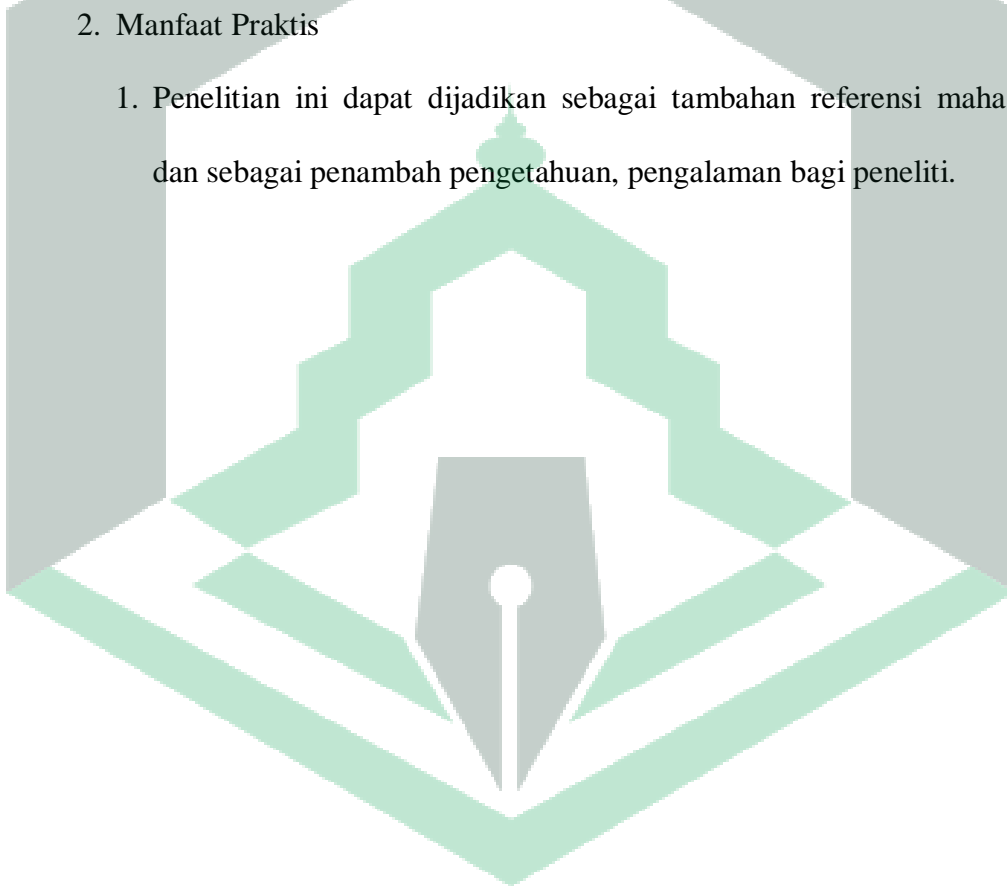 2. Manfaat Praktis
1. Penelitian ini dapat dijadikan sebagai tambahan referensi maha
dan sebagai penambah pengetahuan, pengalaman bagi peneliti.